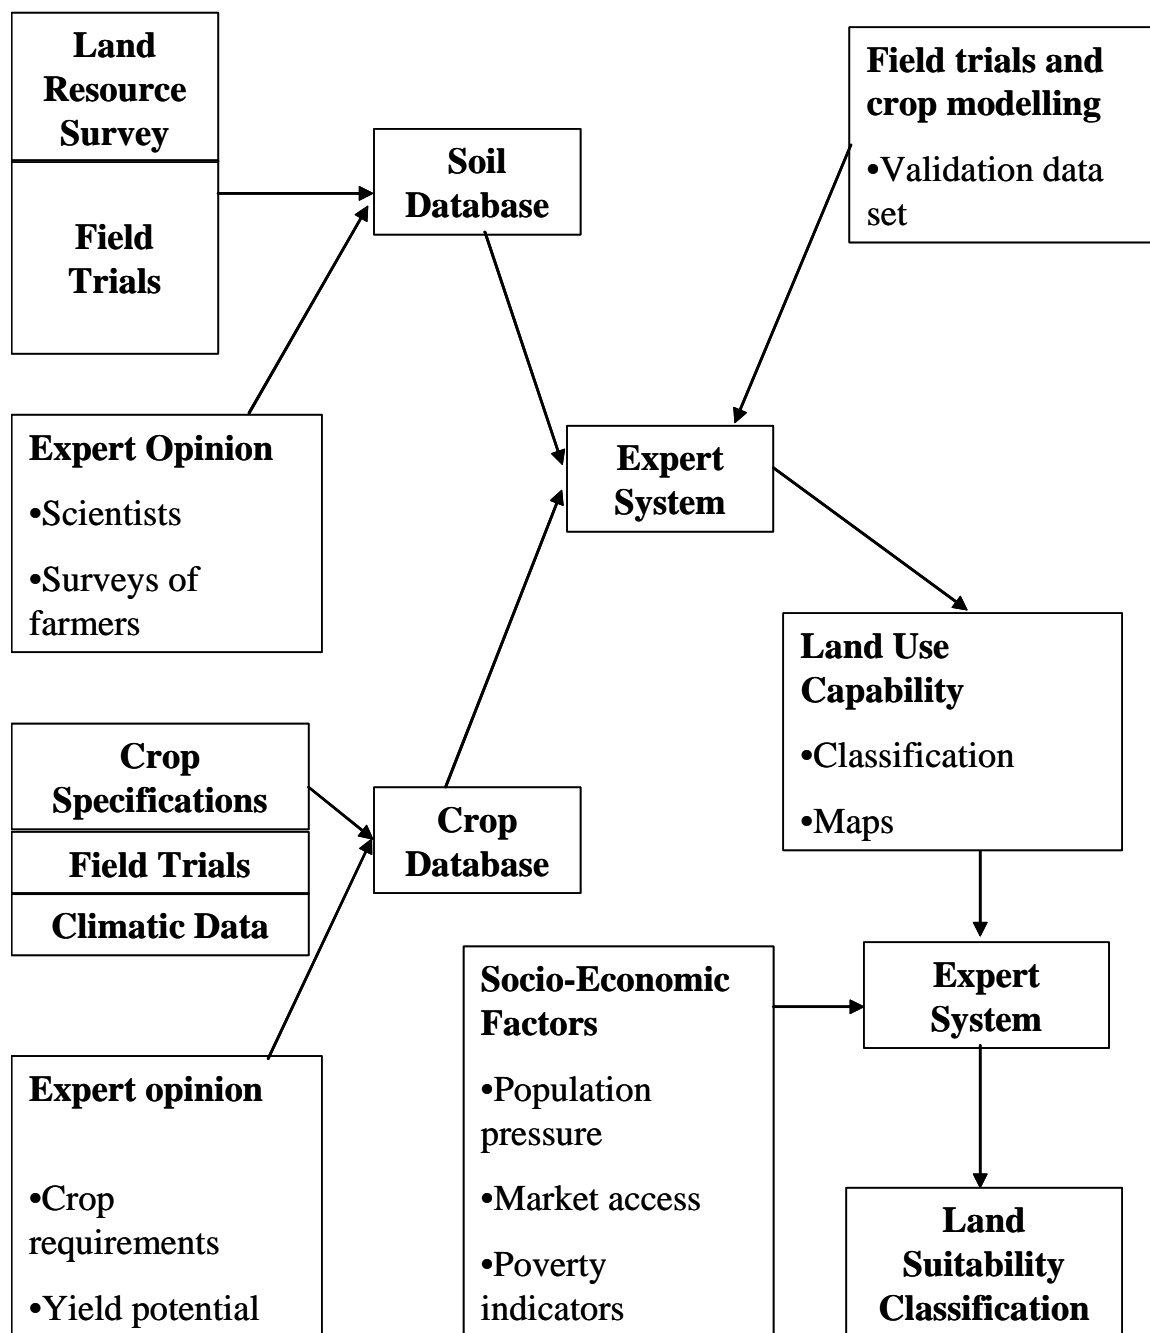 Land
Resource
Survey
Field
Trials
Soil
Database
Field trials and
crop modelling
•Validation data
set
Expert Opinion
•Scientists
•Surveys of
farmers
Expert
System
Land Use
Capability
•Classification
•Maps
Crop
Specifications
Field Trials
Climatic Data
Crop
Database
Expert opinion
•Crop
requirements
•Yield potential
Socio-Economic
Factors
•Population
pressure
•Market access
•Poverty
indicators
Expert
System
Land
Suitability
Classification